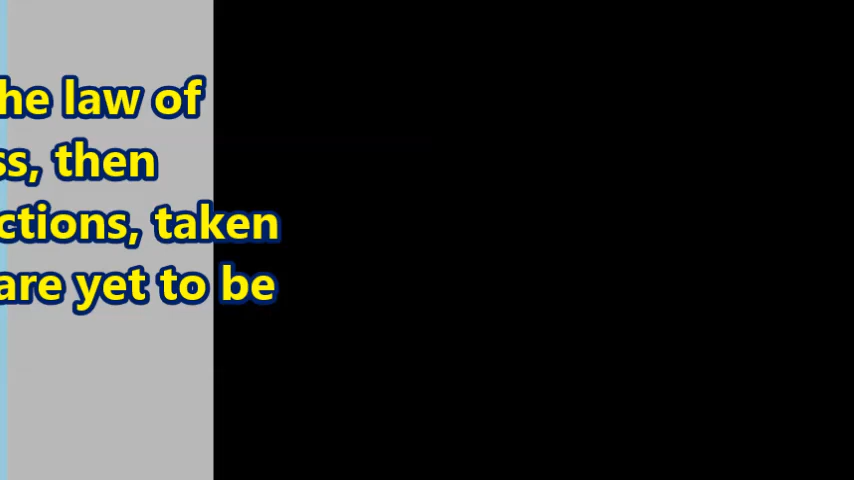 he law of
ss, then
ctions, taken
are yet to be